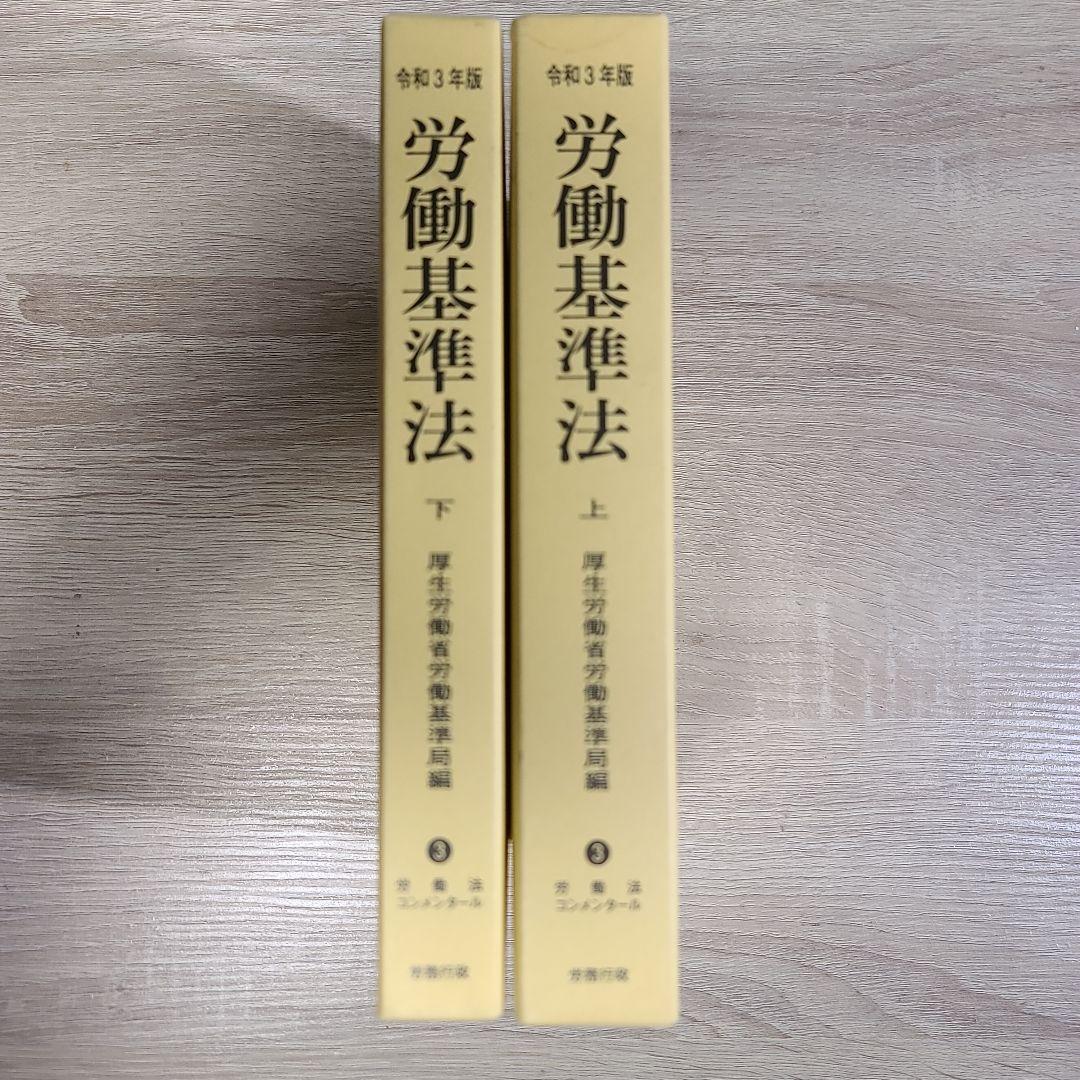 令和3年版
労働基準法
上
厚生労働省労働基準局編
3
労働法
コンメンタール
労務行政
令和3年版
労働基準法
下
厚生労働省労働基準局編
3
労働法
コンメンタール
労務行政